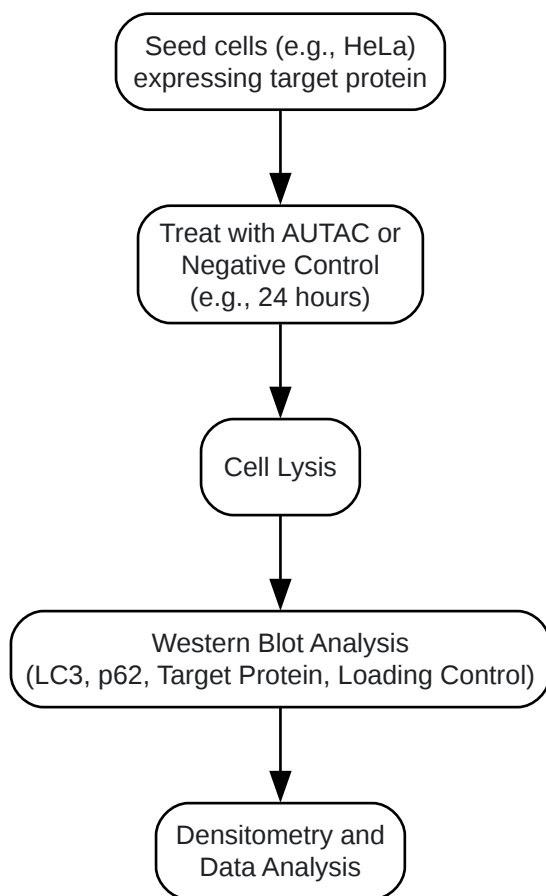 Seed cells (e.g., HeLa)
expressing target protein
Treat with AUTAC or
Negative Control
(e.g., 24 hours)
Cell Lysis
Western Blot Analysis
(LC3, p62, Target Protein, Loading Control)
Densitometry and
Data Analysis